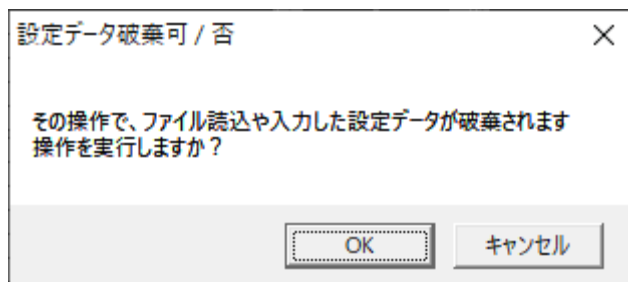 設定データ破棄可 / 否
その操作で、ファイル読込や入力した設定データが破棄されます
操作を実行しますか？
OK
キャンセル